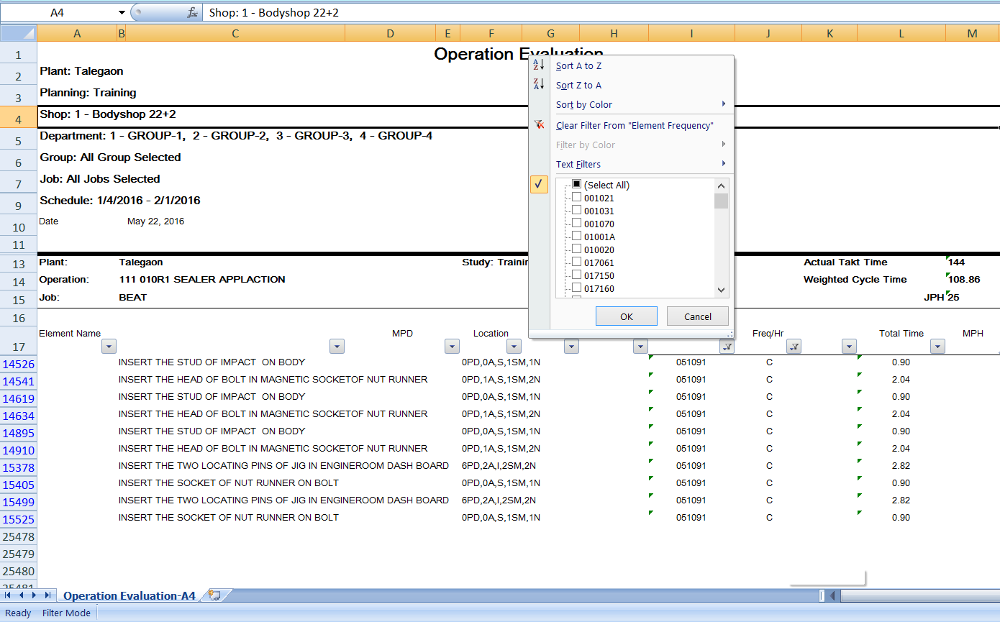 A4 fx Shop: 1 - Bodyshop 22+2
A B C D E F G H I J K L M
1 Operation Evaluation
2 Plant: Talegaon
3 Planning: Training
4 Shop: 1 - Bodyshop 22+2
5 Department: 1 - GROUP-1, 2 - GROUP-2, 3 - GROUP-3, 4 - GROUP-4
6 Group: All Group Selected
7 Job: All Jobs Selected
9 Schedule: 1/4/2016 - 2/1/2016
10 Date May 22, 2016
11
13 Plant: Talegaon Study: Actual Takt Time 144
14 Operation: 111 010R1 SEALER APPLACTION Weighted Cycle Time 108.86
15 Job: BEAT JPH 25
16
17 Element Name MPD Location Freq/Hr Total Time MPH
14526 INSERT THE STUD OF IMPACT ON BODY 0PD,0A,S,1SM,1N 051091 C 0.90
14541 INSERT THE HEAD OF BOLT IN MAGNETIC SOCKETOF NUT RUNNER 0PD,1A,S,1SM,2N 051091 C 2.04
14619 INSERT THE STUD OF IMPACT ON BODY 0PD,0A,S,1SM,1N 051091 C 0.90
14634 INSERT THE HEAD OF BOLT IN MAGNETIC SOCKETOF NUT RUNNER 0PD,1A,S,1SM,2N 051091 C 2.04
14895 INSERT THE STUD OF IMPACT ON BODY 0PD,0A,S,1SM,1N 051091 C 0.90
14910 INSERT THE HEAD OF BOLT IN MAGNETIC SOCKETOF NUT RUNNER 0PD,1A,S,1SM,2N 051091 C 2.04
15378 INSERT THE TWO LOCATING PINS OF JIG IN ENGINEROOM DASH BOARD 6PD,2A,I,2SM,2N 051091 C 2.82
15405 INSERT THE SOCKET OF NUT RUNNER ON BOLT 0PD,0A,S,1SM,1N 051091 C 0.90
15499 INSERT THE TWO LOCATING PINS OF JIG IN ENGINEROOM DASH BOARD 6PD,2A,I,2SM,2N 051091 C 2.82
15525 INSERT THE SOCKET OF NUT RUNNER ON BOLT 0PD,0A,S,1SM,1N 051091 C 0.90
25478
25479
25480
25481
Sort A to Z
Sort Z to A
Sort by Color
Clear Filter From "Element Frequency"
Filter by Color
Text Filters
(Select All)
001021
001031
001070
01001A
010020
017061
017150
017160
OK Cancel
Operation Evaluation-A4
Ready Filter Mode